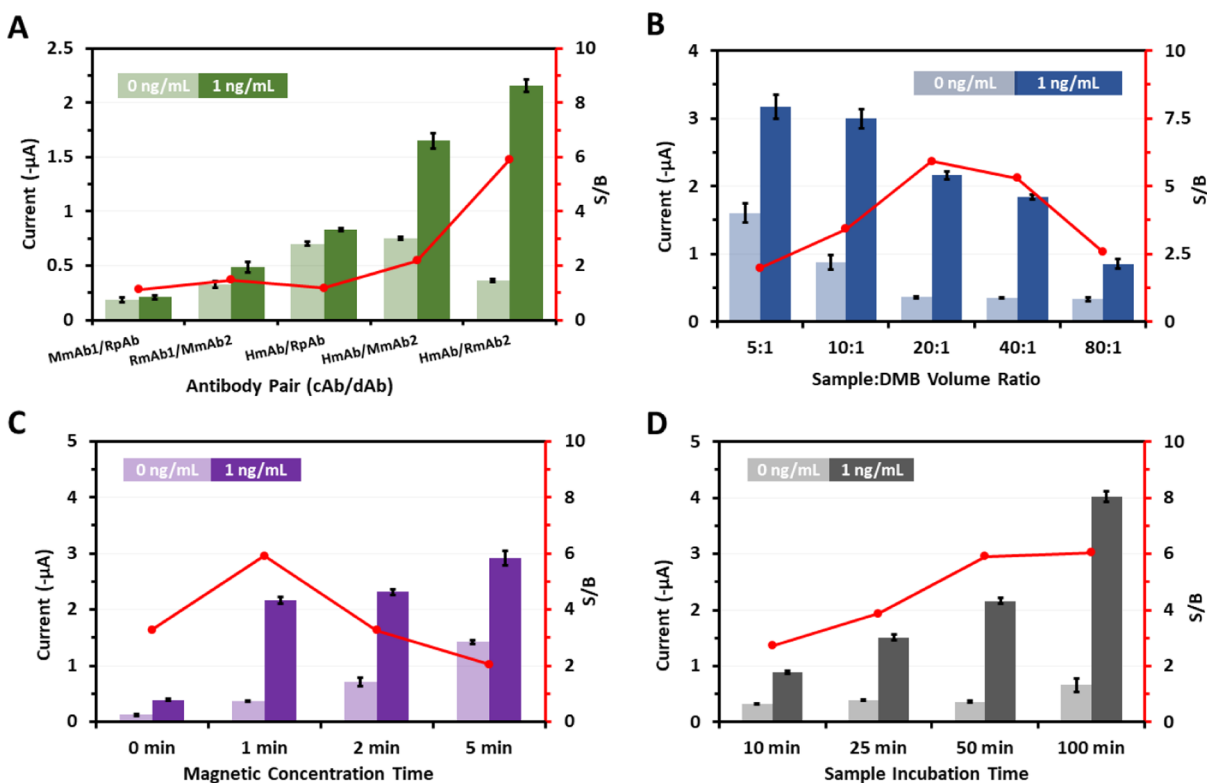 A
2.5
2
1.5
1
0.5
0
Current (-µA)
0 ng/mL 1 ng/mL
10
8
6
4
2
0
S/B
MmAb1/RpAb RmAb1/MmAb2 HmAb/RpAb HmAb/MmAb2 HmAb/RmAb2
Antibody Pair (cAb/dAb)
B
4
3
2
1
0
Current (-µA)
0 ng/mL 1 ng/mL
10
7.5
5
2.5
0
S/B
5:1 10:1 20:1 40:1 80:1
Sample:DMB Volume Ratio
C
5
4
3
2
1
0
Current (-µA)
0 ng/mL 1 ng/mL
10
8
6
4
2
0
S/B
0 min 1 min 2 min 5 min
Magnetic Concentration Time
D
5
4
3
2
1
0
Current (-µA)
0 ng/mL 1 ng/mL
10
8
6
4
2
0
S/B
10 min 25 min 50 min 100 min
Sample Incubation Time